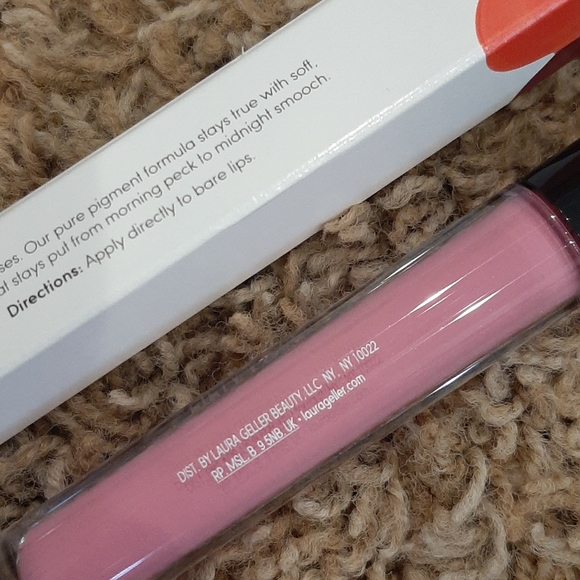 ses. Our pure pigment formula stays true with soft,
at stays put from morning peck to midnight smooch.
Directions: Apply directly to bare lips.
DIST. BY LAURA GELLER BEAUTY, LLC NY, NY 10022
RP, MSL, B 9 5NB, UK • laurageller.com